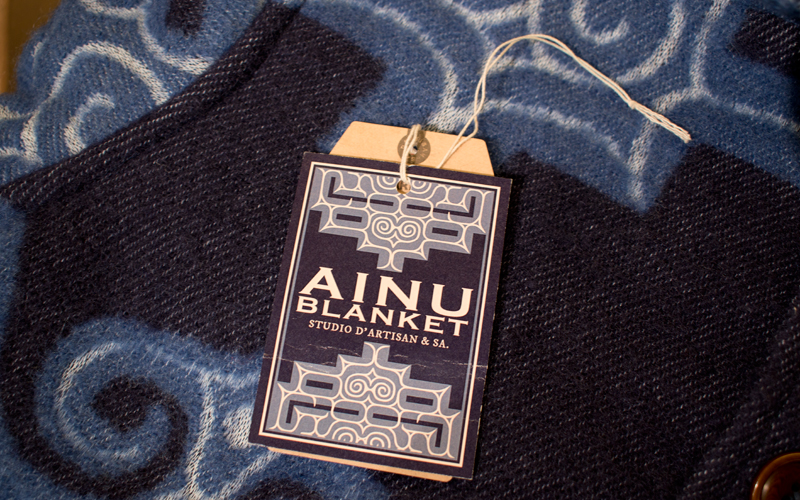 AINU
BLANKET
STUDIO D'ARTISAN & SA.